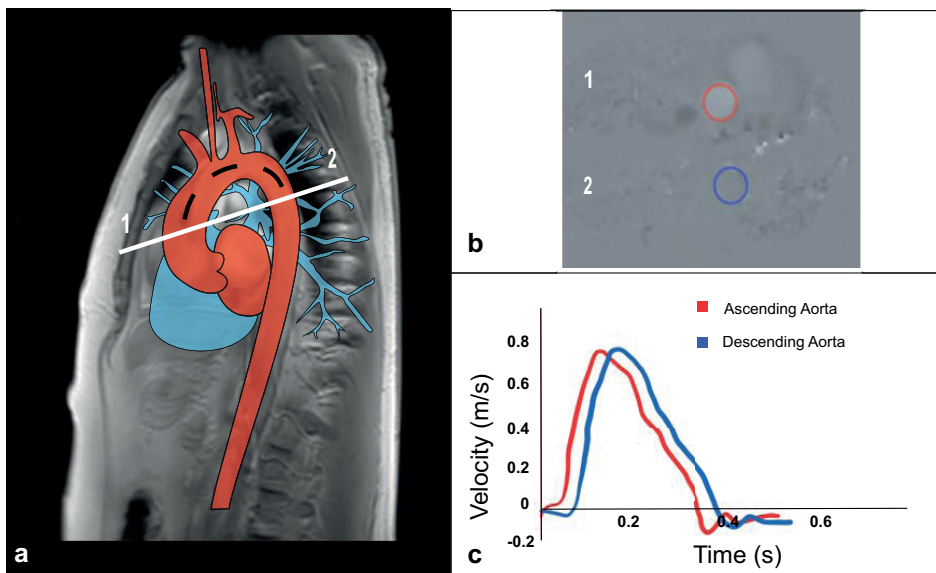 1
2
a
1
2
b
Ascending Aorta
Descending Aorta
Velocity (m/s)
0.8
0.6
0.4
0.2
0
-0.2
0.2
0.4
0.6
Time (s)
c